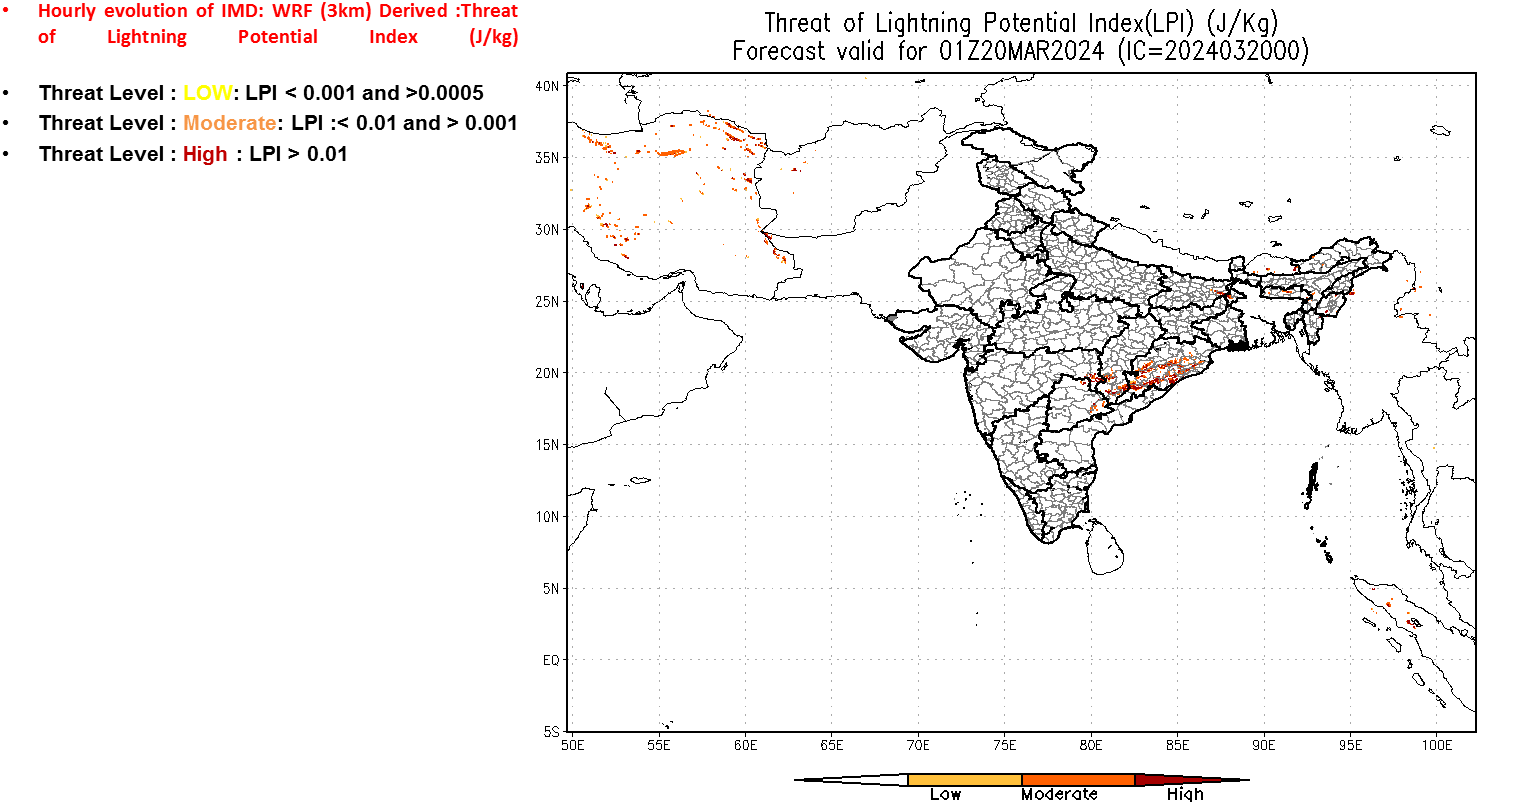 • Hourly evolution of IMD: WRF (3km) Derived :Threat
of Lightning Potential Index (J/kg)
• Threat Level : LOW: LPI < 0.001 and >0.0005
• Threat Level : Moderate: LPI :< 0.01 and > 0.001
• Threat Level : High : LPI > 0.01
Threat of Lightning Potential Index(LPI) (J/Kg)
Forecast valid for 01Z20MAR2024 (IC=2024032000)
40N
35N
30N
25N
20N
15N
10N
5N
EQ
5S
50E 55E 60E 65E 70E 75E 80E 85E 90E 95E 100E
Low Moderate High